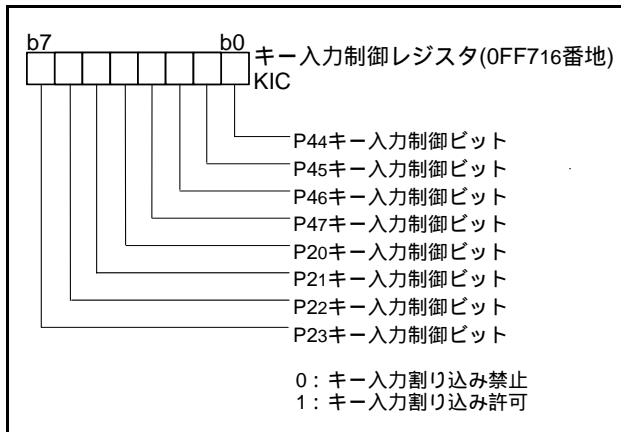 b7 b0
キー入力制御レジスタ(0FF716番地)
KIC
P44キー入力制御ビット
P45キー入力制御ビット
P46キー入力制御ビット
P47キー入力制御ビット
P20キー入力制御ビット
P21キー入力制御ビット
P22キー入力制御ビット
P23キー入力制御ビット
0：キー入力割り込み禁止
1：キー入力割り込み許可